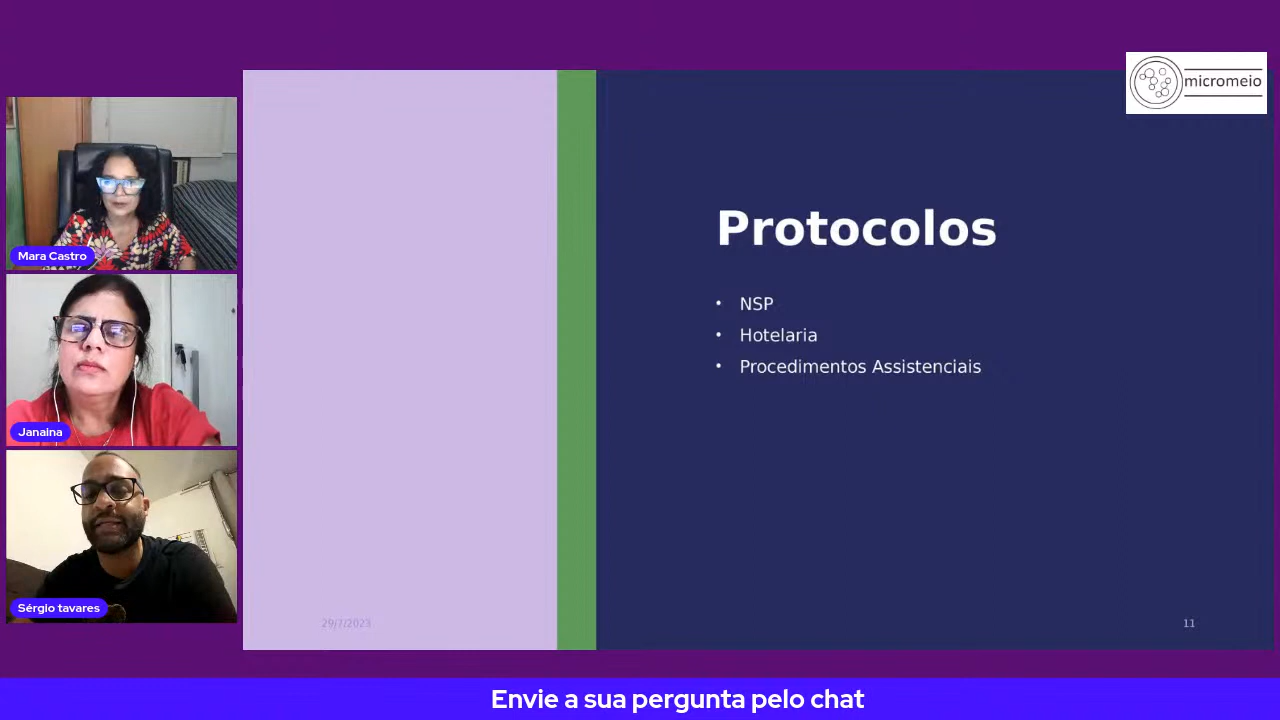 micromeio
Mara Castro
Janaina
Sérgio tavares
Protocolos
• NSP
• Hotelaria
• Procedimentos Assistenciais
29/7/2023
11
Envie a sua pergunta pelo chat